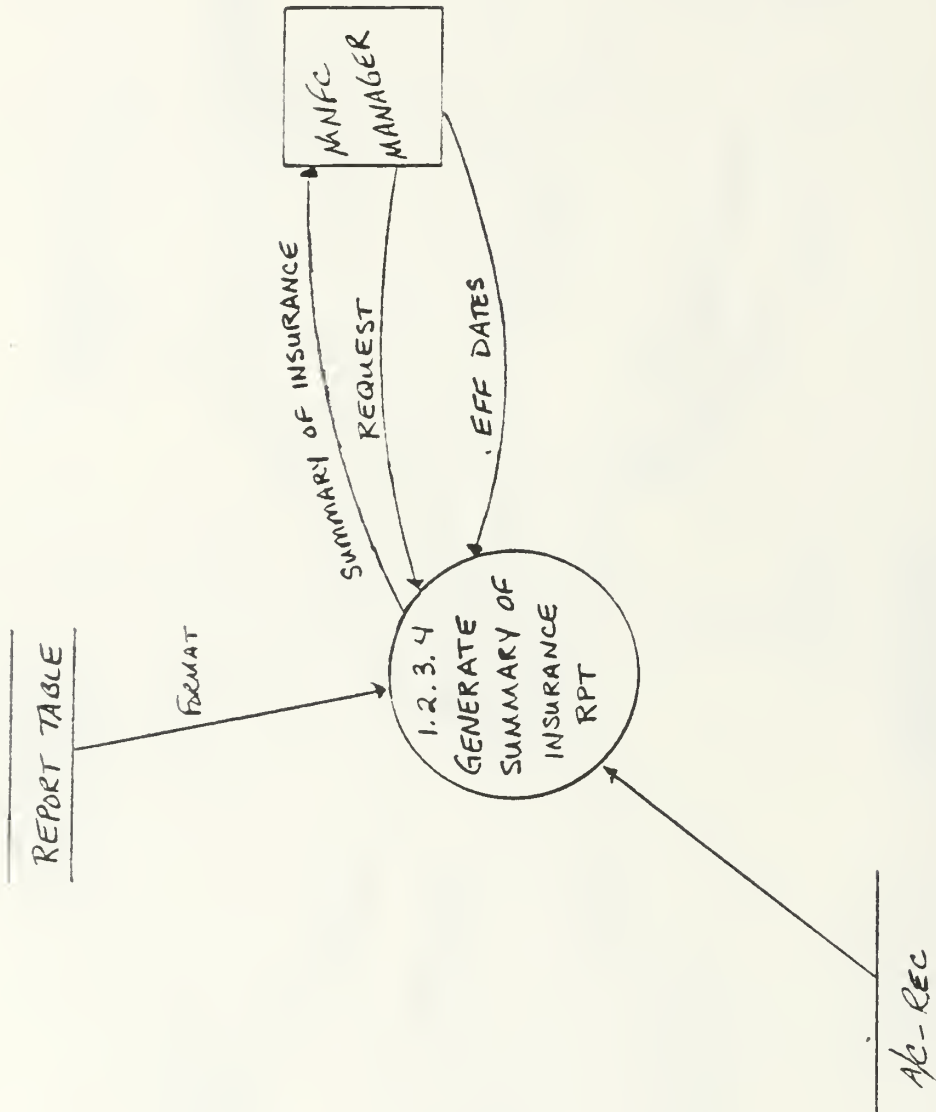 REPORT TABLE
FORMAT
MNFC
MANAGER
SUMMARY OF INSURANCE
REQUEST
EFF DATES
1.2.3.4
GENERATE
SUMMARY OF
INSURANCE
RPT
A/C-REC